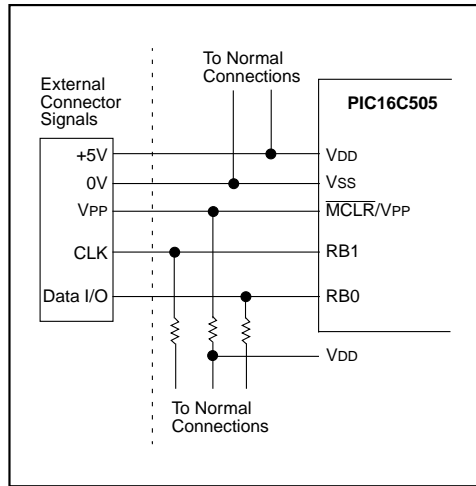 To Normal
Connections
External
Connector
Signals
PIC16C505
+5V
VDD
0V
VSS
VPP
MCLR/VPP
CLK
RB1
Data I/O
RB0
VDD
To Normal
Connections